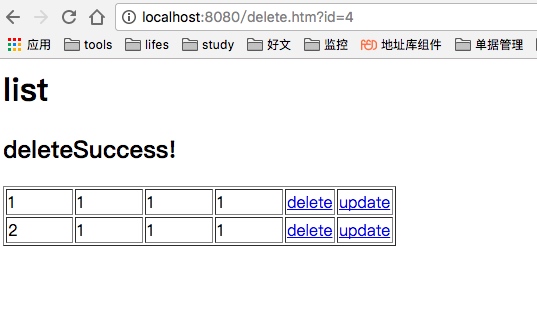 localhost:8080/delete.htm?id=4
应用 tools lifes study 好文 监控 地址库组件 单据管理
list
deleteSuccess!
1 1 1 1 delete update
2 1 1 1 delete update